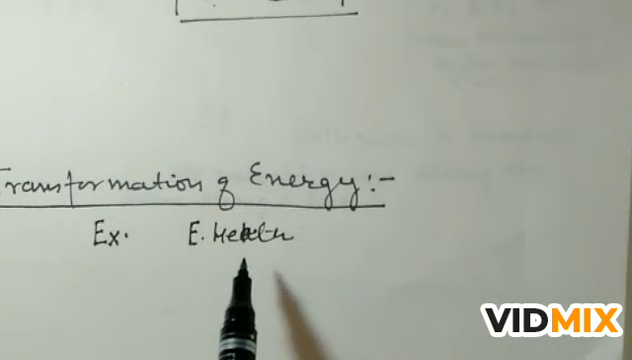 Transformation of Energy:-
Ex. E. Heater
VIDMIX